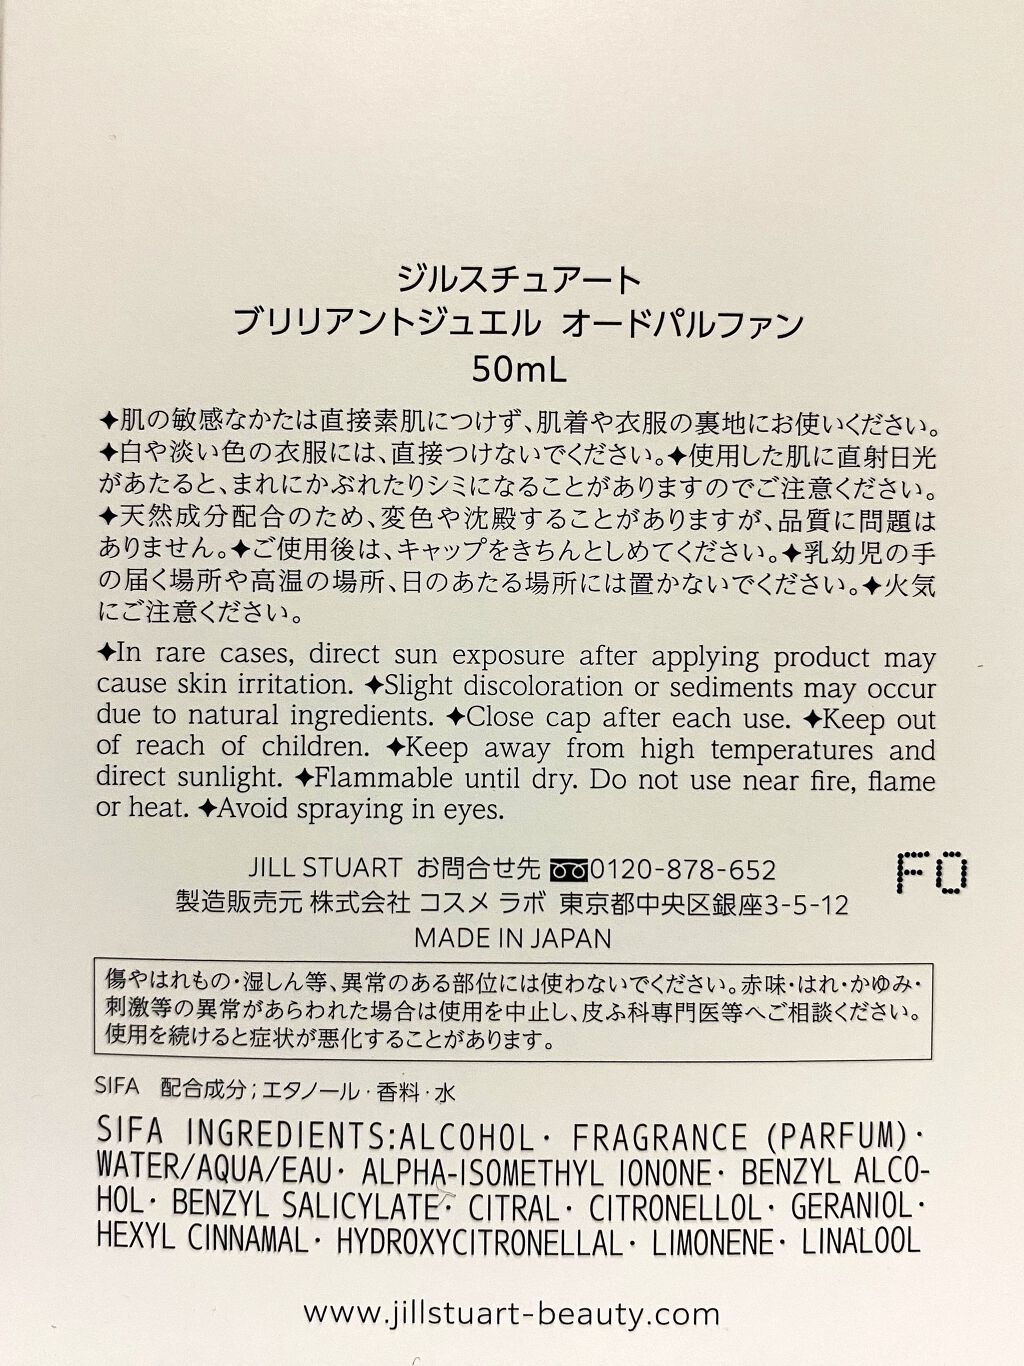 ジルスチュアート
ブリリアントジュエル オードパルファン
50mL
✦肌の敏感なかたは直接素肌につけず、肌着や衣服の裏地にお使いください。
✦白や淡い色の衣服には、直接つけないでください。✦使用した肌に直射日光
があたると、まれにかぶれたりシミになることがありますのでご注意ください。
✦天然成分配合のため、変色や沈殿することがありますが、品質に問題は
ありません。✦ご使用後は、キャップをきちんとしめてください。✦乳幼児の手
の届く場所や高温の場所、日のあたる場所には置かないでください。✦火気
にご注意ください。
✦In rare cases, direct sun exposure after applying product may
cause skin irritation. ✦Slight discoloration or sediments may occur
due to natural ingredients. ✦Close cap after each use. ✦Keep out
of reach of children. ✦Keep away from high temperatures and
direct sunlight. ✦Flammable until dry. Do not use near fire, flame
or heat. ✦Avoid spraying in eyes.
JILL STUART お問合せ先 0120-878-652
FO
製造販売元 株式会社 コスメ ラボ 東京都中央区銀座3-5-12
MADE IN JAPAN
傷やはれもの・湿しん等、異常のある部位には使わないでください。赤味・はれ・かゆみ・
刺激等の異常があらわれた場合は使用を中止し、皮ふ科専門医等へご相談ください。
使用を続けると症状が悪化することがあります。
SIFA 配合成分；エタノール・香料・水
SIFA INGREDIENTS:ALCOHOL・ FRAGRANCE (PARFUM)・
WATER/AQUA/EAU・ ALPHA-ISOMETHYL IONONE・ BENZYL ALCO-
HOL・ BENZYL SALICYLATE・ CITRAL・ CITRONELLOL・ GERANIOL・
HEXYL CINNAMAL・ HYDROXYCITRONELLAL・ LIMONENE・ LINALOOL
www.jillstuart-beauty.com